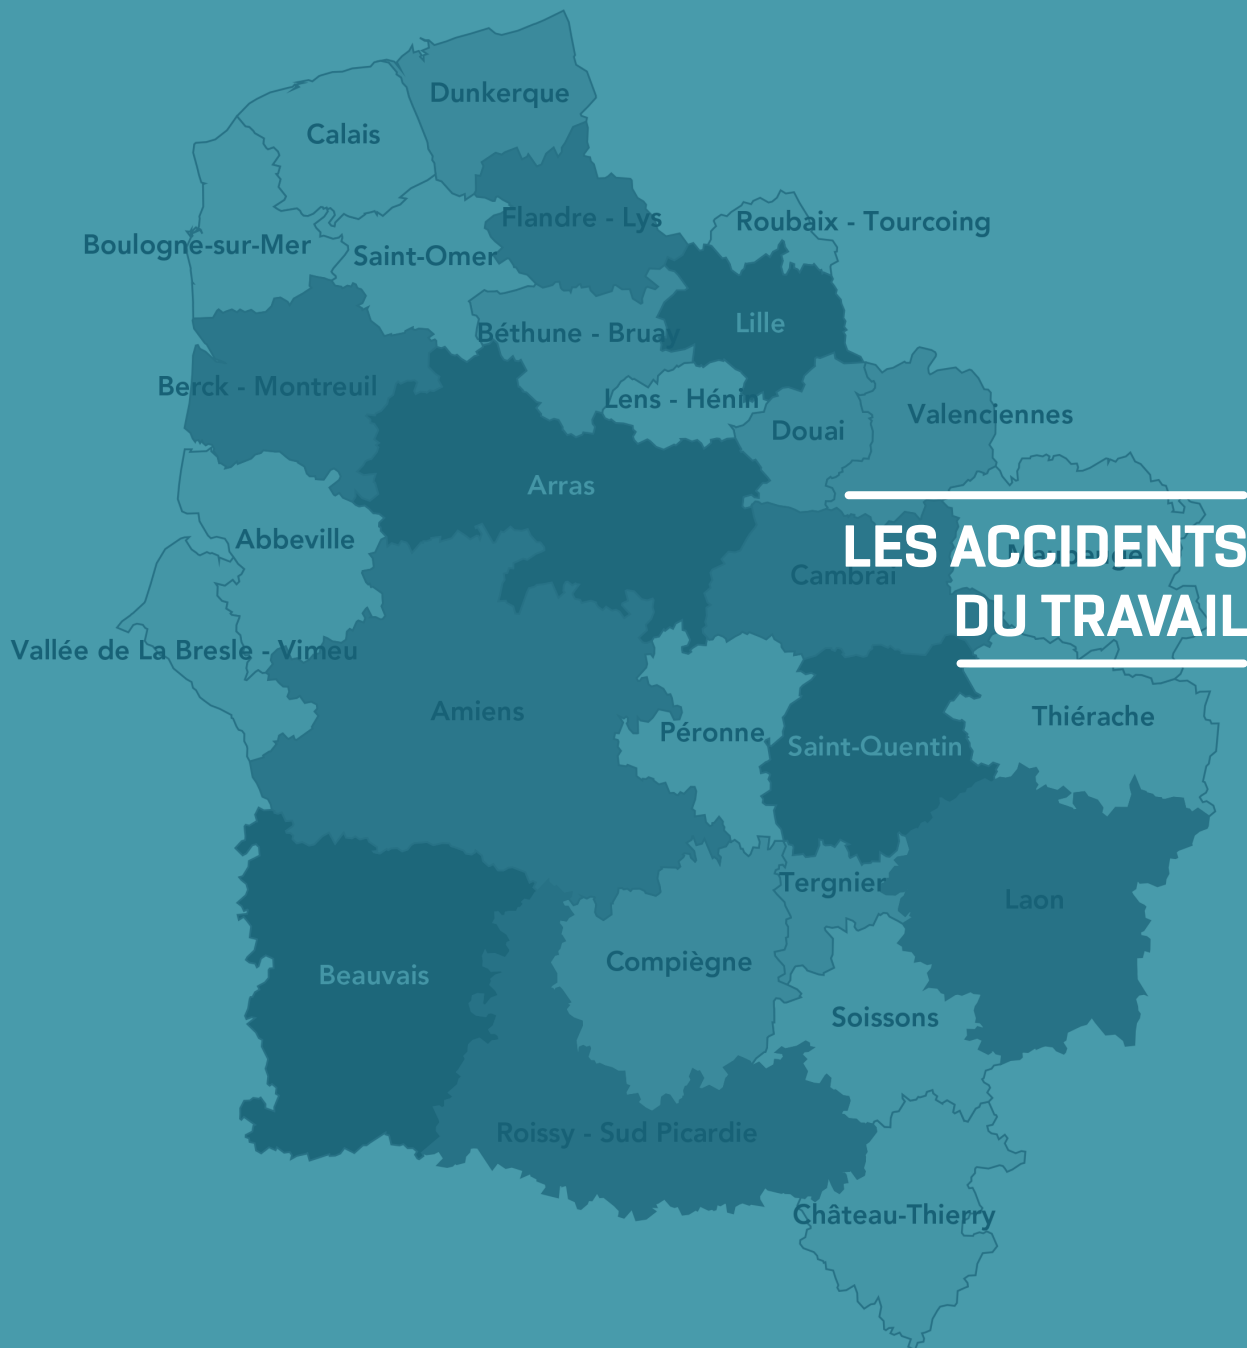 Dunkerque
Calais
Flandre - Lys
Roubaix - Tourcoing
Boulogne-sur-Mer
Saint-Omer
Lille
Béthune - Bruay
Berck - Montreuil
Lens - Hénin
Valenciennes
Douai
Arras
Abbeville
LES ACCIDENTS
Maubeuge
Cambrai
DU TRAVAIL
Vallée de La Bresle - Vimeu
Amiens
Thiérache
Péronne
Saint-Quentin
Tergnier
Laon
Compiègne
Beauvais
Soissons
Roissy - Sud Picardie
Château-Thierry